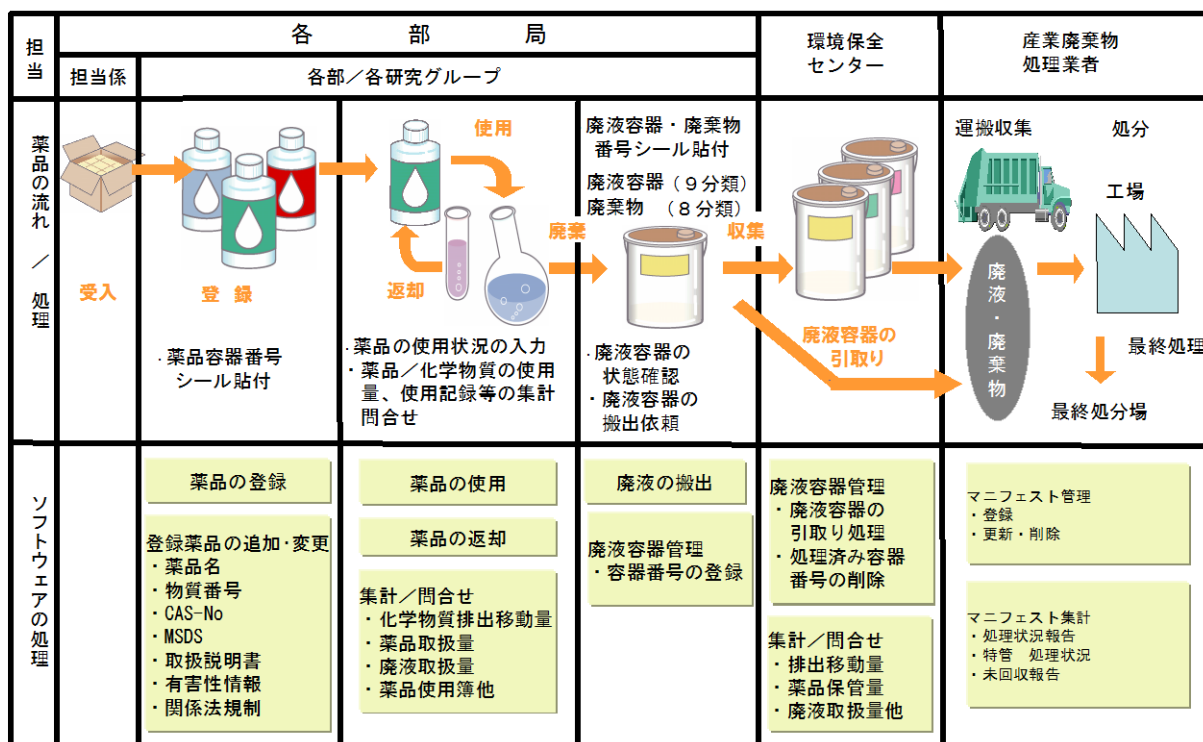 担当
各 部 局
環境保全
センター
産業廃棄物
処理業者
担当係
各部／各研究グループ
薬品の流れ ／ 処理
受入
登 録
・薬品容器番号
シール貼付
使用
返却
・薬品の使用状況の入力
・薬品／化学物質の使用
量、使用記録等の集計
問合せ
廃棄
廃液容器・廃棄物
番号シール貼付
廃液容器（９分類）
廃棄物 （８分類）
収集
・廃液容器の
状態確認
・廃液容器の
搬出依頼
廃液容器の
引取り
運搬収集
処分
工場
廃液・廃棄物
最終処理
最終処分場
ソフトウェアの処理
薬品の登録
登録薬品の追加･変更
・薬品名
・物質番号
・CAS-No
・MSDS
・取扱説明書
・有害性情報
・関係法規制
薬品の使用
薬品の返却
集計／問合せ
・化学物質排出移動量
・薬品取扱量
・廃液取扱量
・薬品使用簿他
廃液の搬出
廃液容器管理
・容器番号の登録
廃液容器管理
・廃液容器の
引取り処理
・処理済み容器
番号の削除
集計／問合せ
・排出移動量
・薬品保管量
・廃液取扱量他
マニフェスト管理
・登録
・更新・削除
マニフェスト集計
・処理状況報告
・特管 処理状況
・未回収報告